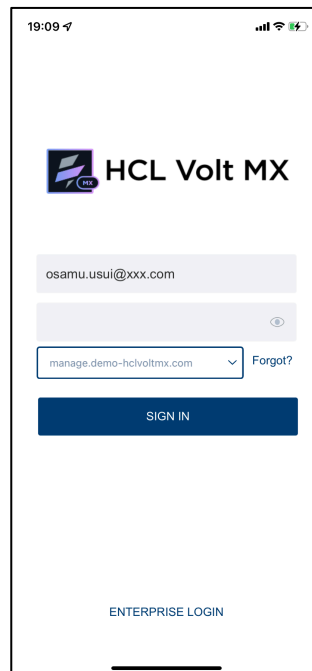 19:09
MX
HCL Volt MX
osamu.usui@xxx.com
manage.demo-hclvoltmx.com
Forgot?
SIGN IN
ENTERPRISE LOGIN